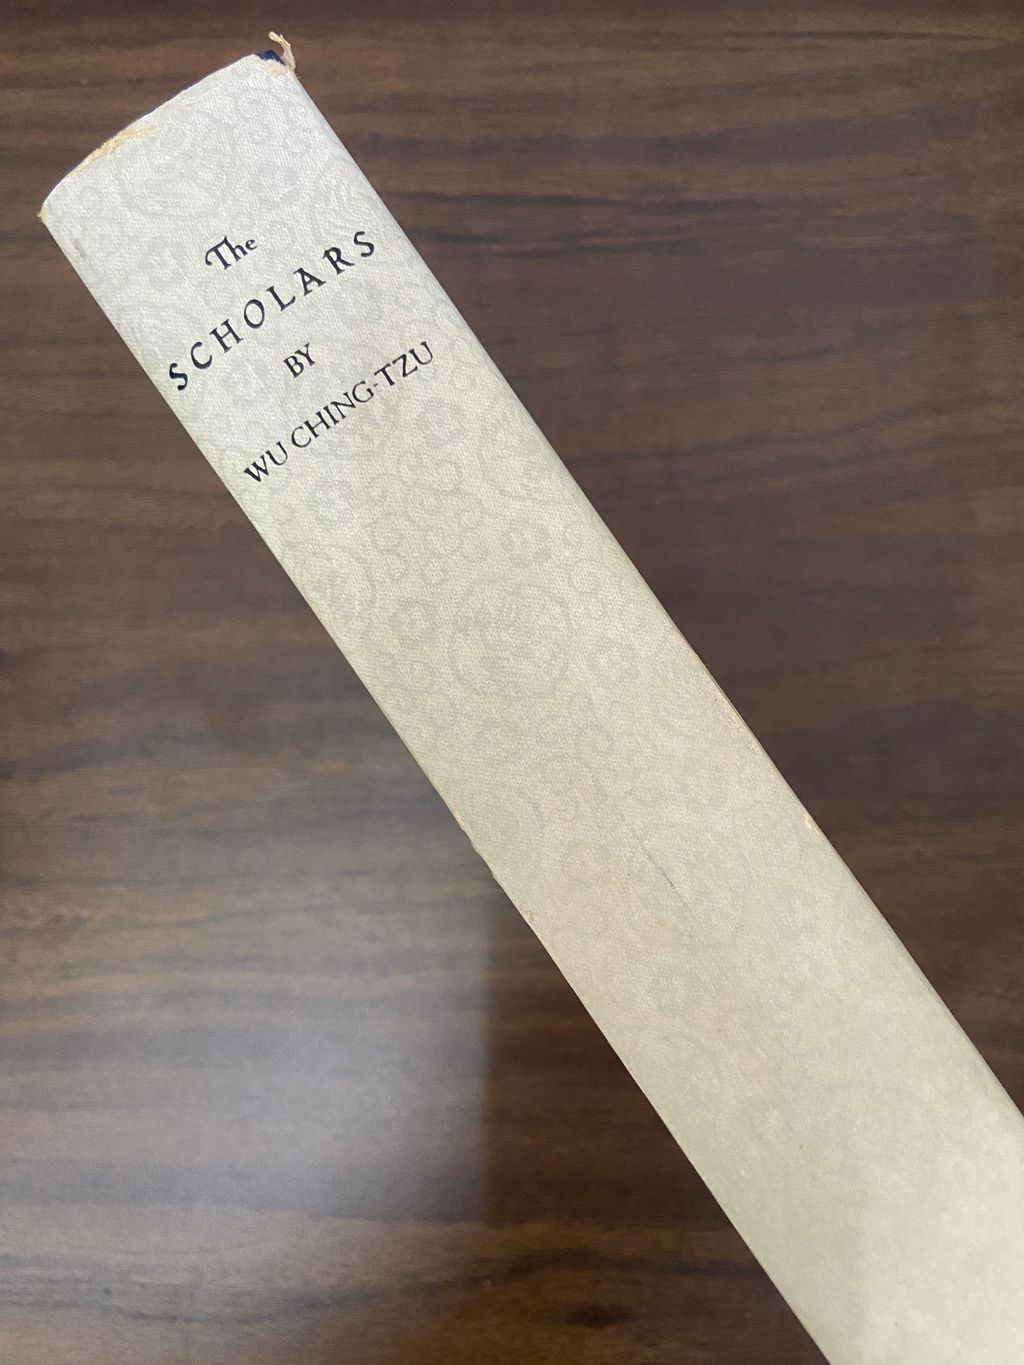 The
SCHOLARS
BY
WU CHING-TZU